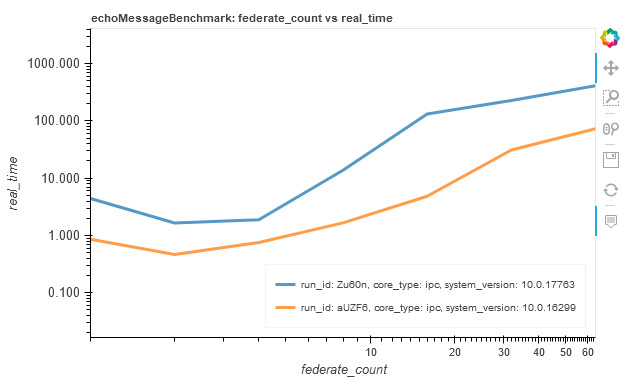 echoMessageBenchmark: federate_count vs real_time
1000.000
100.000
10.000
1.000
0.100
real_time
run_id: Zu60n, core_type: ipc, system_version: 10.0.17763
run_id: aUZF6, core_type: ipc, system_version: 10.0.16299
10 20 30 40 50 60
federate_count